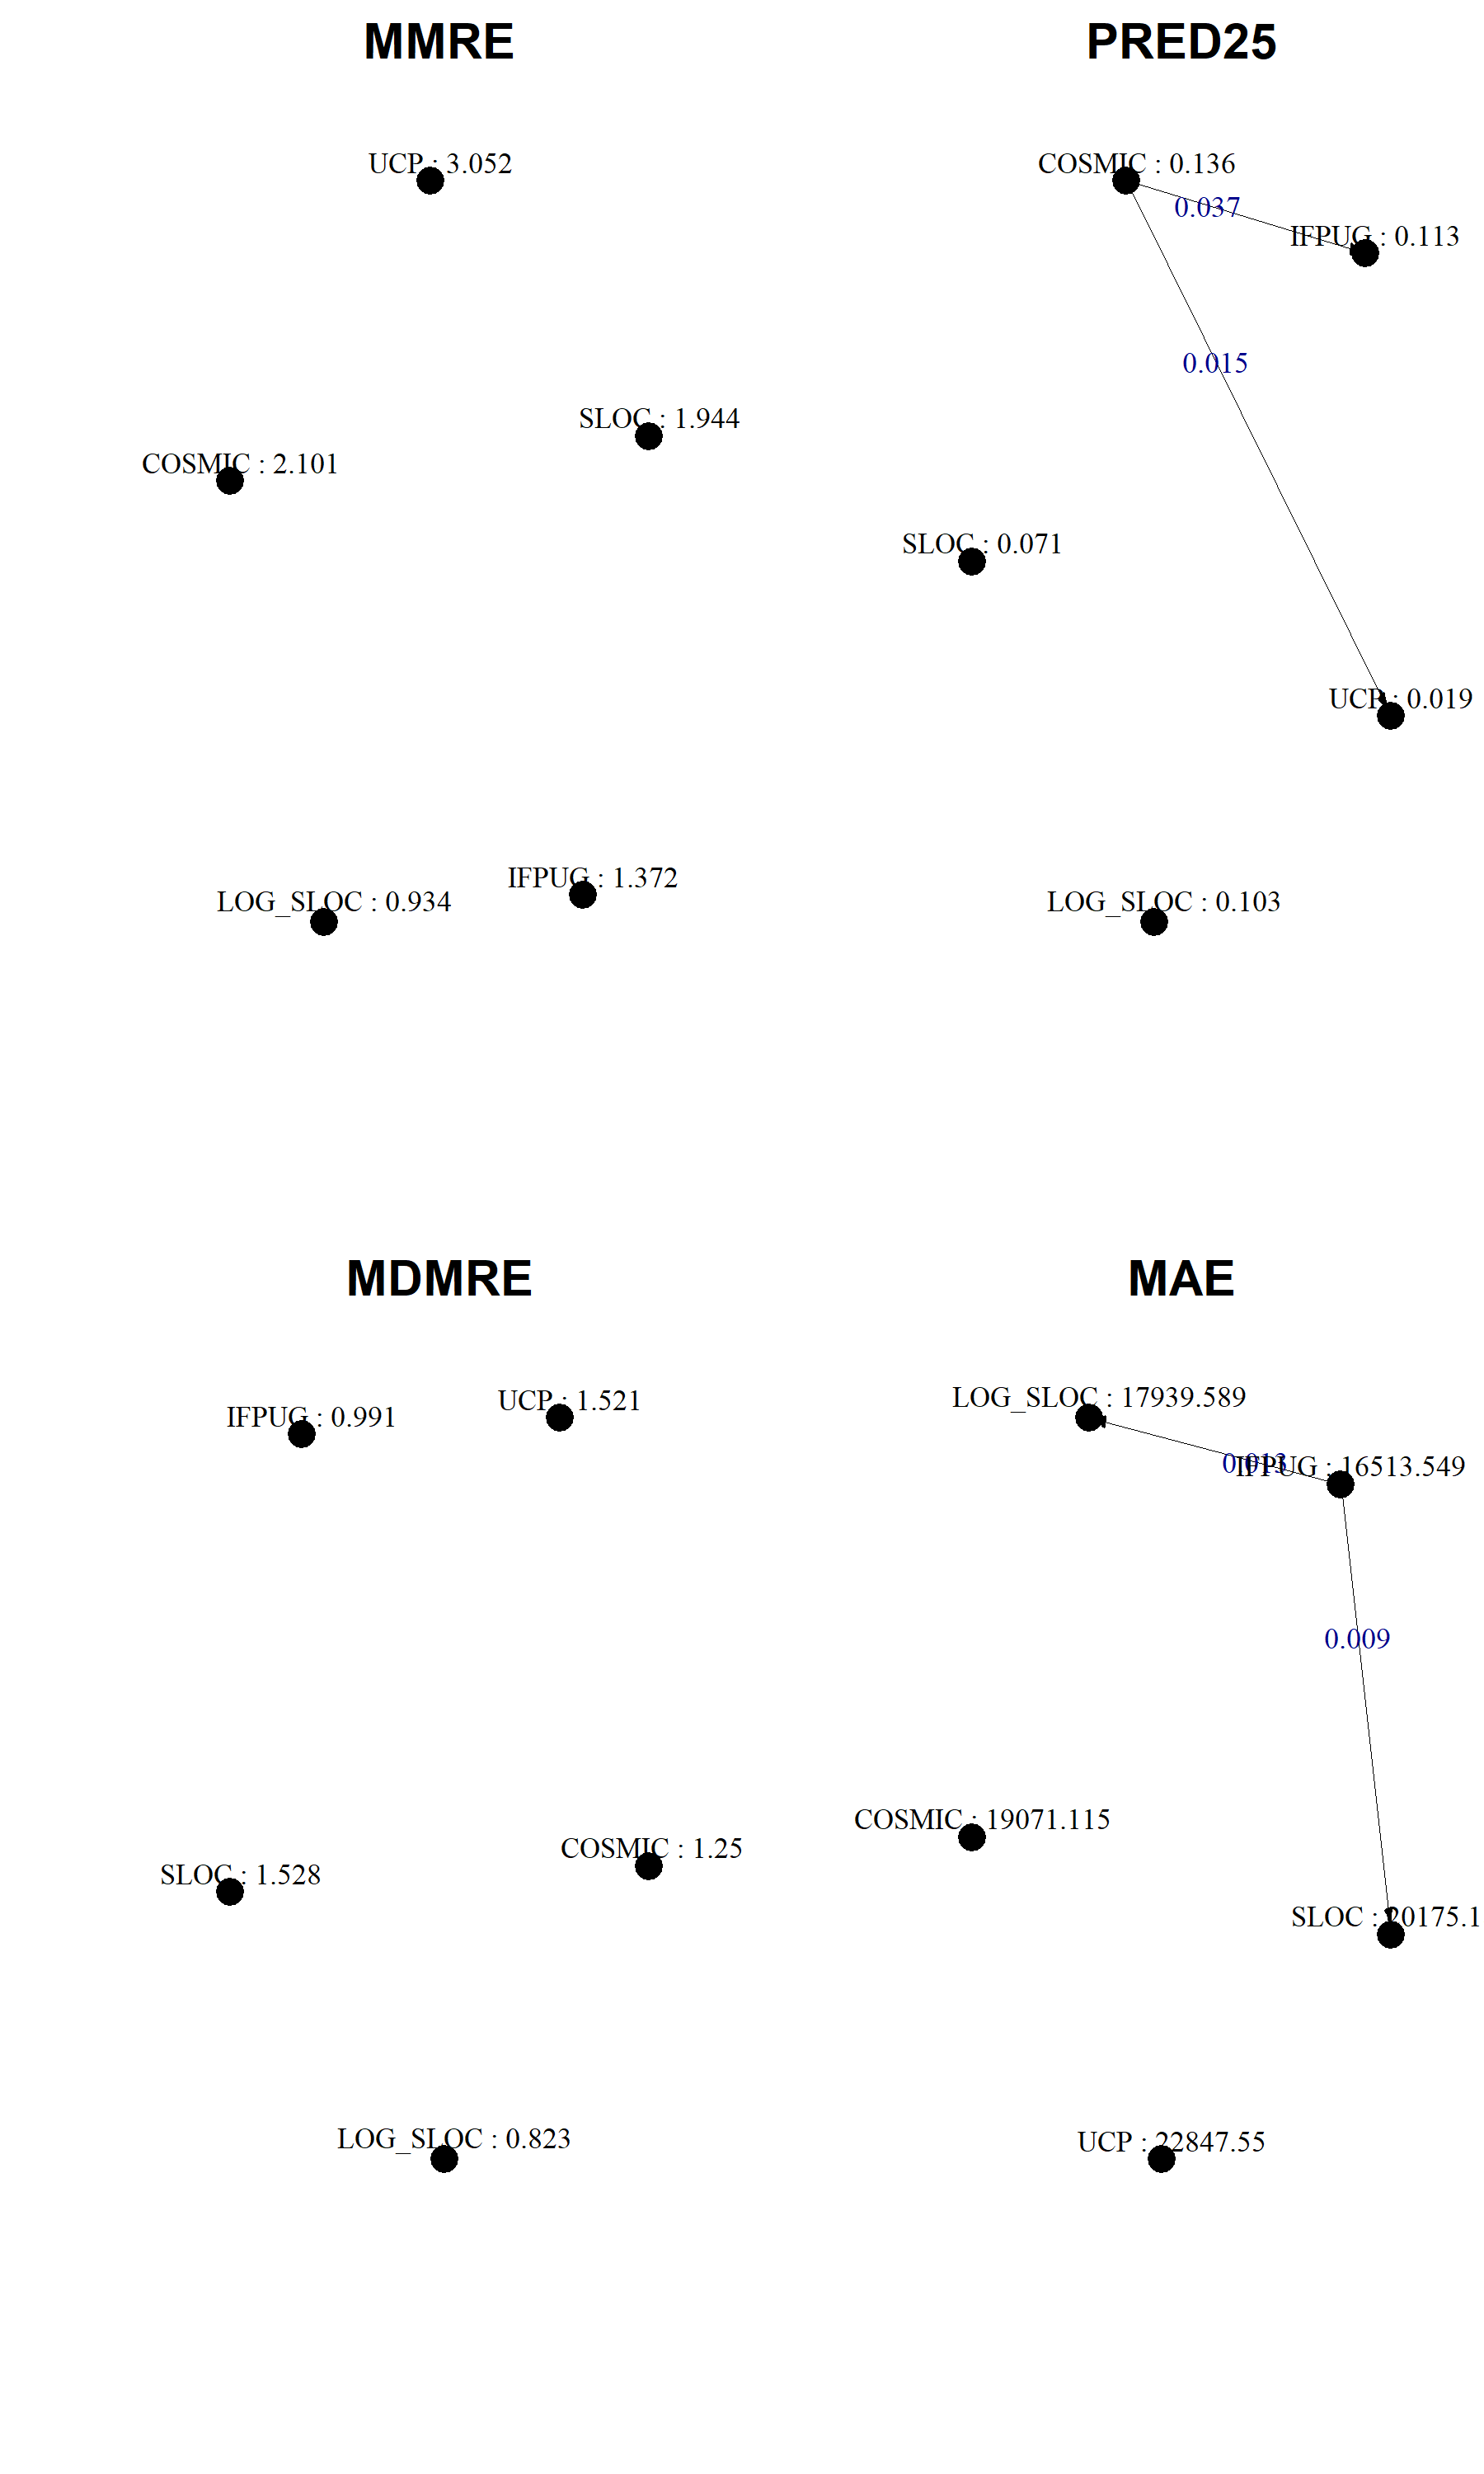 MMRE
UCP : 3.052
SLOC : 1.944
COSMIC : 2.101
IFPUG : 1.372
LOG_SLOC : 0.934
PRED25
COSMIC : 0.136
0.037
IFPUG : 0.113
0.015
SLOC : 0.071
UCP : 0.019
LOG_SLOC : 0.103
MDMRE
UCP : 1.521
IFPUG : 0.991
COSMIC : 1.25
SLOC : 1.528
LOG_SLOC : 0.823
MAE
LOG_SLOC : 17939.589
0.013
IFPUG : 16513.549
0.009
COSMIC : 19071.115
SLOC : 20175.1
UCP : 22847.55